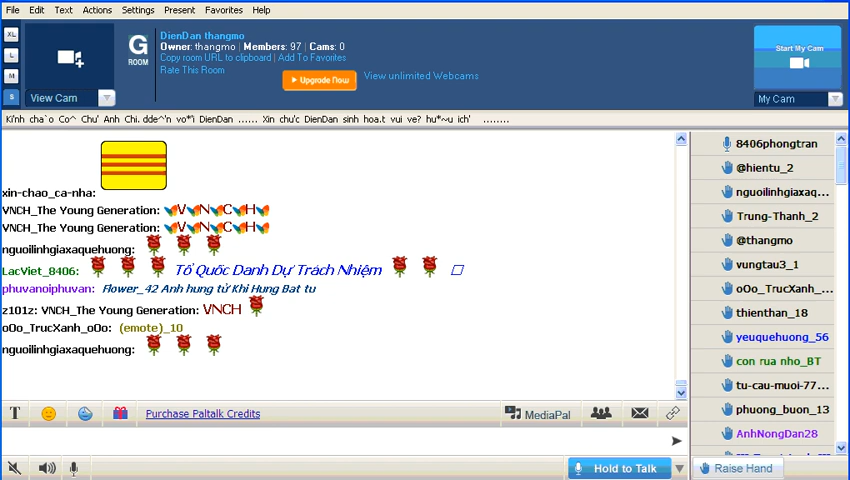 File Edit Text Actions Settings Present Favorites Help
XL
L
M
S
View Cam
G
ROOM
DienDan thangmo
Owner: thangmo | Members: 97 | Cams: 0
Copy room URL to clipboard | Add To Favorites
Rate This Room
Upgrade Now
View unlimited Webcams
Start My Cam
My Cam
Ki'nh cha`o Co^ Chu' Anh Chi. dde^'n vo*'i DienDan ...... Xin chu'c DienDan sinh hoa.t vui ve? hu*~u ich' ........
xin-chao_ca-nha:
VNCH_The Young Generation: V N C H
VNCH_The Young Generation: V N C H
nguoilinhgiaxaquehuong:
LacViet_8406: Tổ Quốc Danh Dự Trách Nhiệm
phuvanoiphuvan: Flower_42 Anh hung tử Khi Hung Bat tu
z101z: VNCH_The Young Generation: VNCH
oOo_TrucXanh_oOo: (emote)_10
nguoilinhgiaxaquehuong:
8406phongtran
@hientu_2
nguoilinhgiaxaq...
Trung-Thanh_2
@thangmo
vungtau3_1
oOo_TrucXanh_...
thienthan_18
yeuquehuong_56
con rua nho_BT
tu-cau-muoi-77...
phuong_buon_13
AnhNongDan28
T
Purchase Paltalk Credits
MediaPal
Hold to Talk
Raise Hand